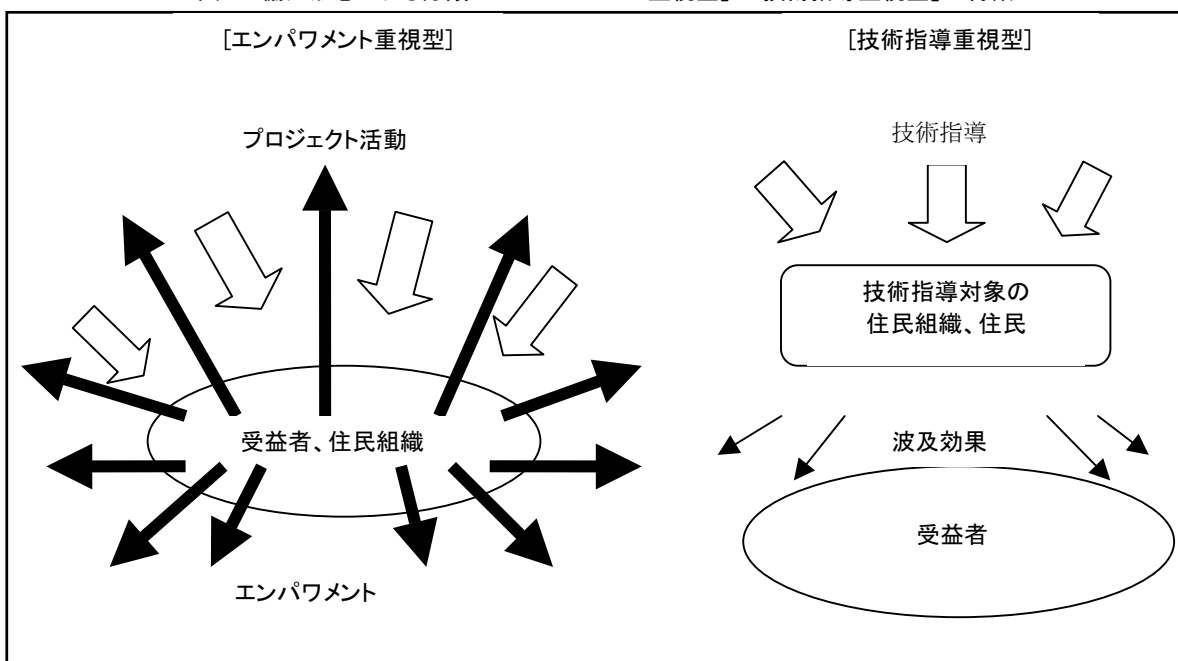 [エンパワメント重視型]
[技術指導重視型]
プロジェクト活動
技術指導
技術指導対象の
住民組織、住民
受益者、住民組織
波及効果
受益者
エンパワメント